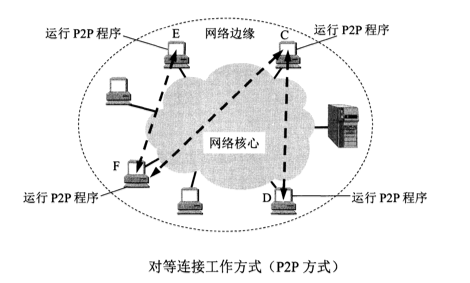 运行 P2P 程序
E
网络边缘
C
运行 P2P 程序
网络核心
F
运行 P2P 程序
D
运行 P2P 程序
对等连接工作方式（P2P 方式）